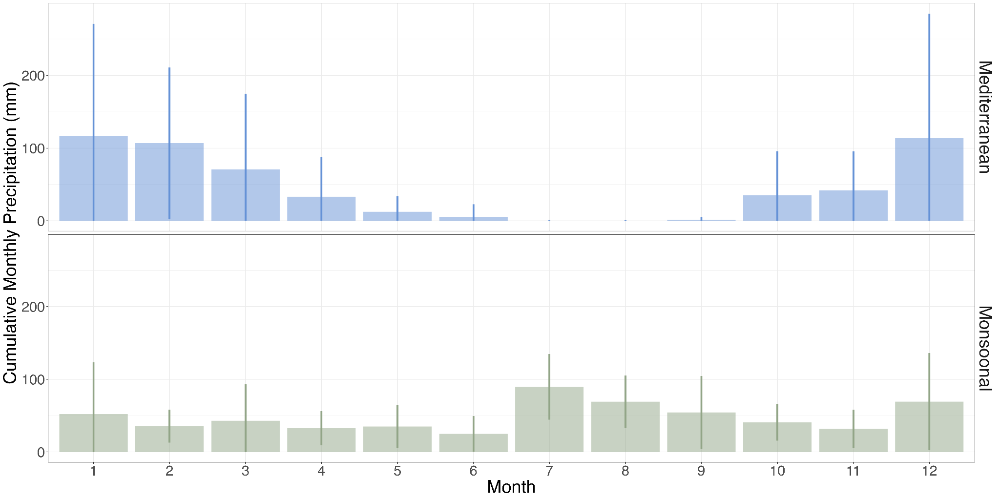 Cumulative Monthly Precipitation (mm)
200
100
0
Mediterranean
200
100
0
Monsoonal
1 2 3 4 5 6 7 8 9 10 11 12
Month